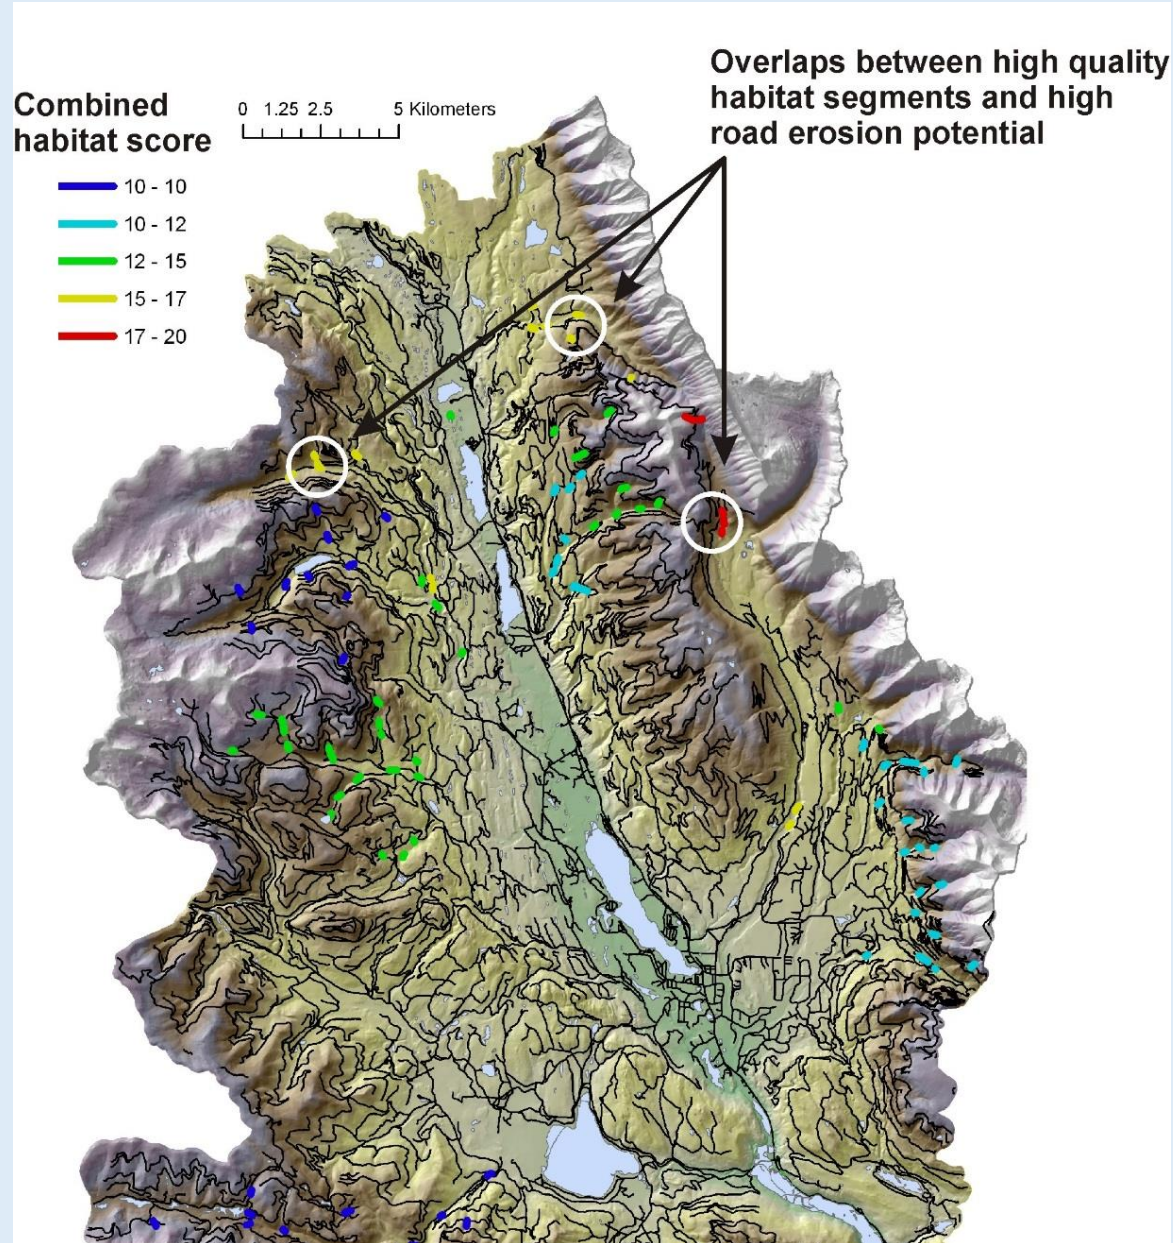 Overlaps between high quality
habitat segments and high
road erosion potential
Combined
habitat score
0 1.25 2.5 5 Kilometers
10 - 10
10 - 12
12 - 15
15 - 17
17 - 20